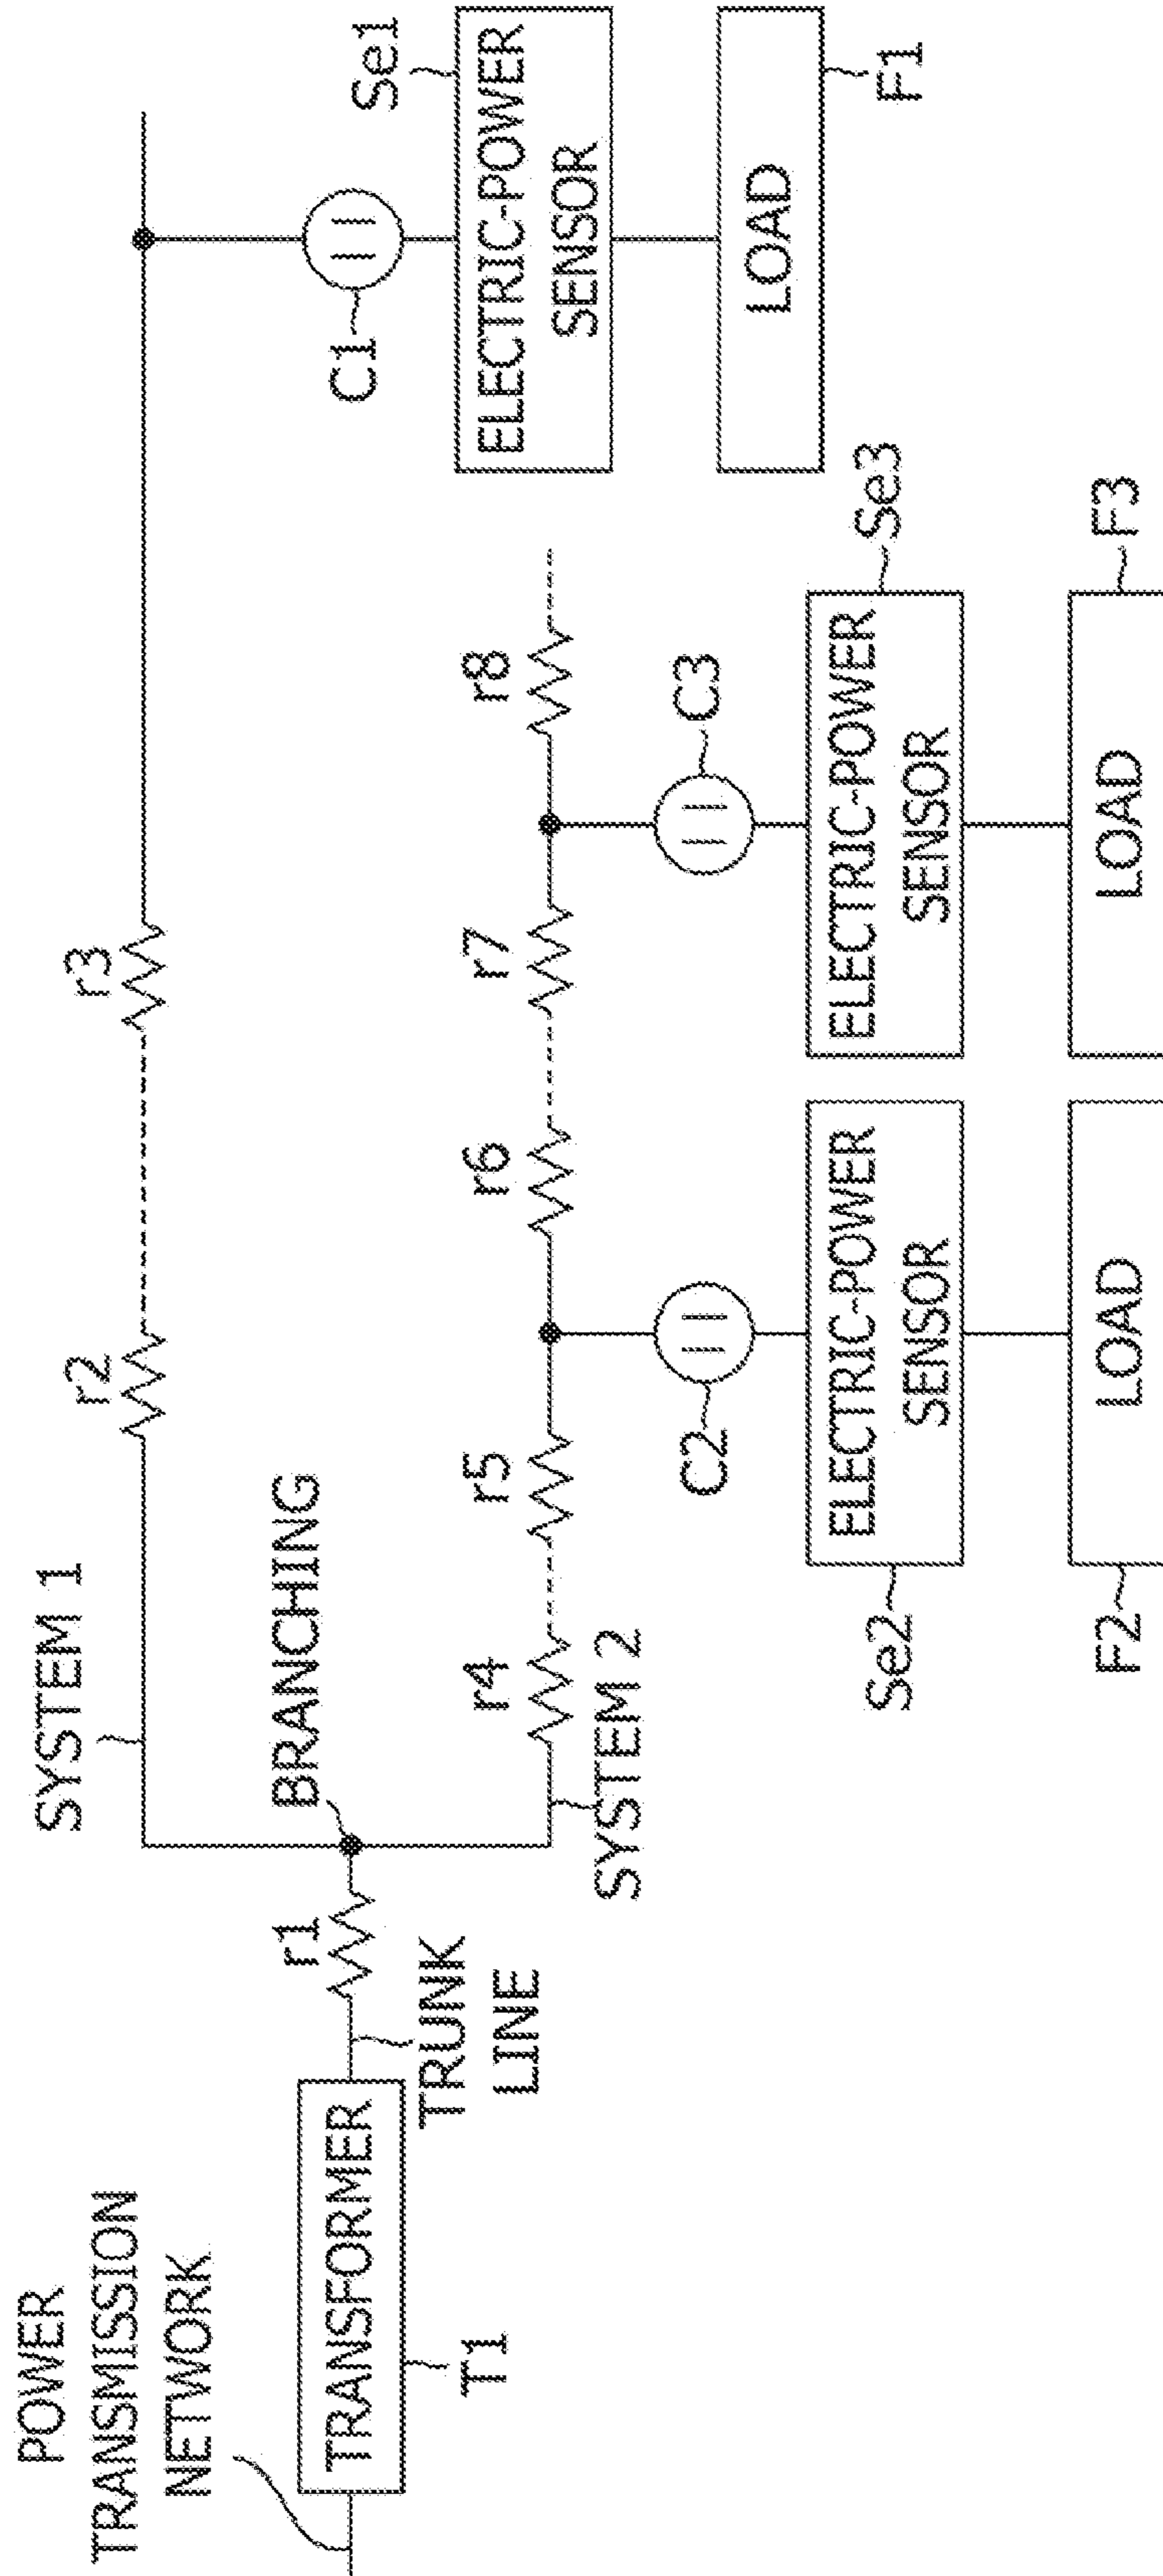 POWER
TRANSMISSION
NETWORK
TRANSFORMER
T1
TRUNK
LINE
r1
BRANCHING
SYSTEM 1
r2
r3
C1
Se1
ELECTRIC-POWER
SENSOR
LOAD
F1
SYSTEM 2
r4
r5
r6
r7
r8
C2
Se2
ELECTRIC-POWER
SENSOR
LOAD
F2
C3
Se3
ELECTRIC-POWER
SENSOR
LOAD
F3